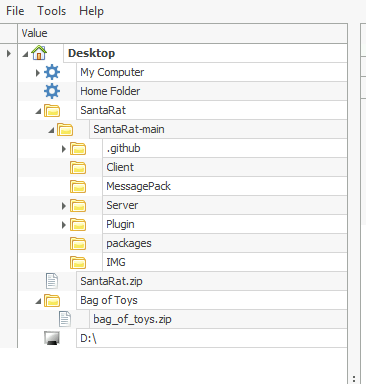 File Tools Help
Value
Desktop
My Computer
Home Folder
SantaRat
SantaRat-main
.github
Client
MessagePack
Server
Plugin
packages
IMG
SantaRat.zip
Bag of Toys
bag_of_toys.zip
D:\